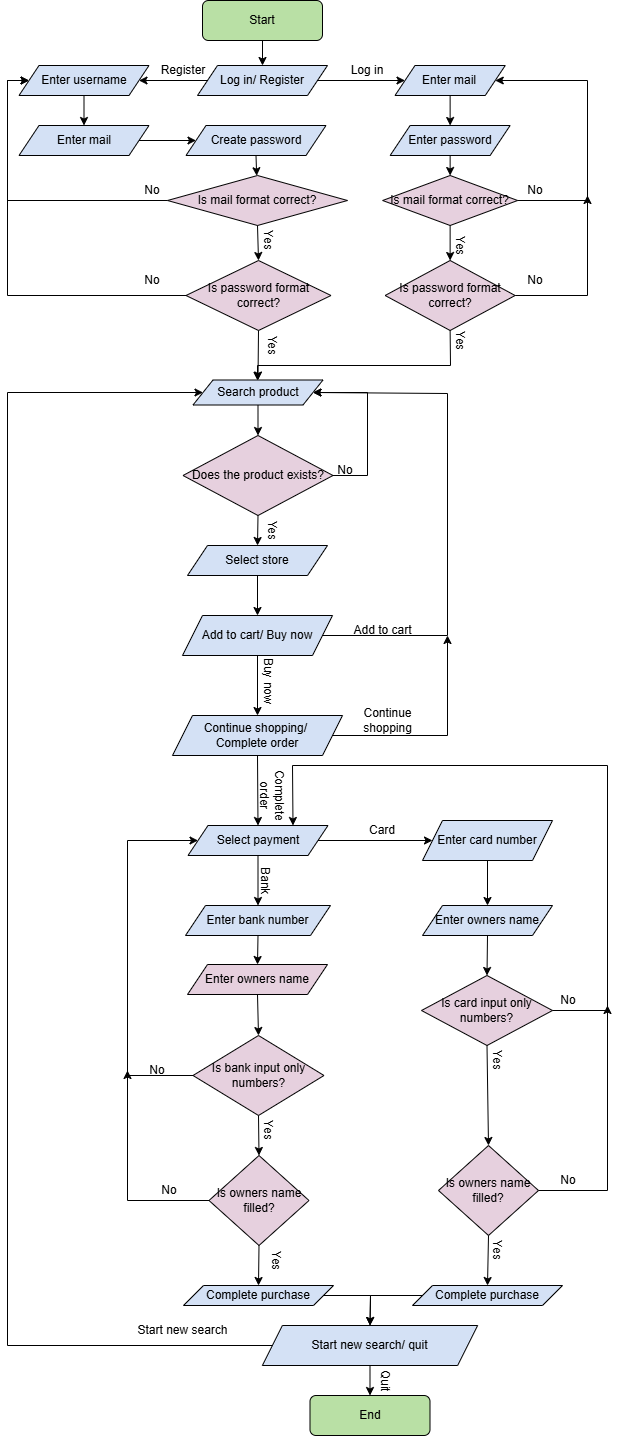 Start
Register
Log in
Enter username
Log in/ Register
Enter mail
Enter mail
Create password
Enter password
No
Is mail format correct?
Is mail format correct?
No
Yes
Yes
No
Is password format
correct?
Is password format
correct?
No
Yes
Yes
Search product
Does the product exists?
No
Yes
Select store
Add to cart/ Buy now
Add to cart
Buy now
Continue shopping/
Complete order
Continue
shopping
Complete
order
Select payment
Card
Enter card number
Bank
Enter bank number
Enter owners name
Enter owners name
Is card input only
numbers?
No
Is bank input only
numbers?
No
Yes
Yes
Is owners name
filled?
No
Is owners name
filled?
No
Yes
Yes
Complete purchase
Complete purchase
Start new search
Start new search/ quit
Quit
End